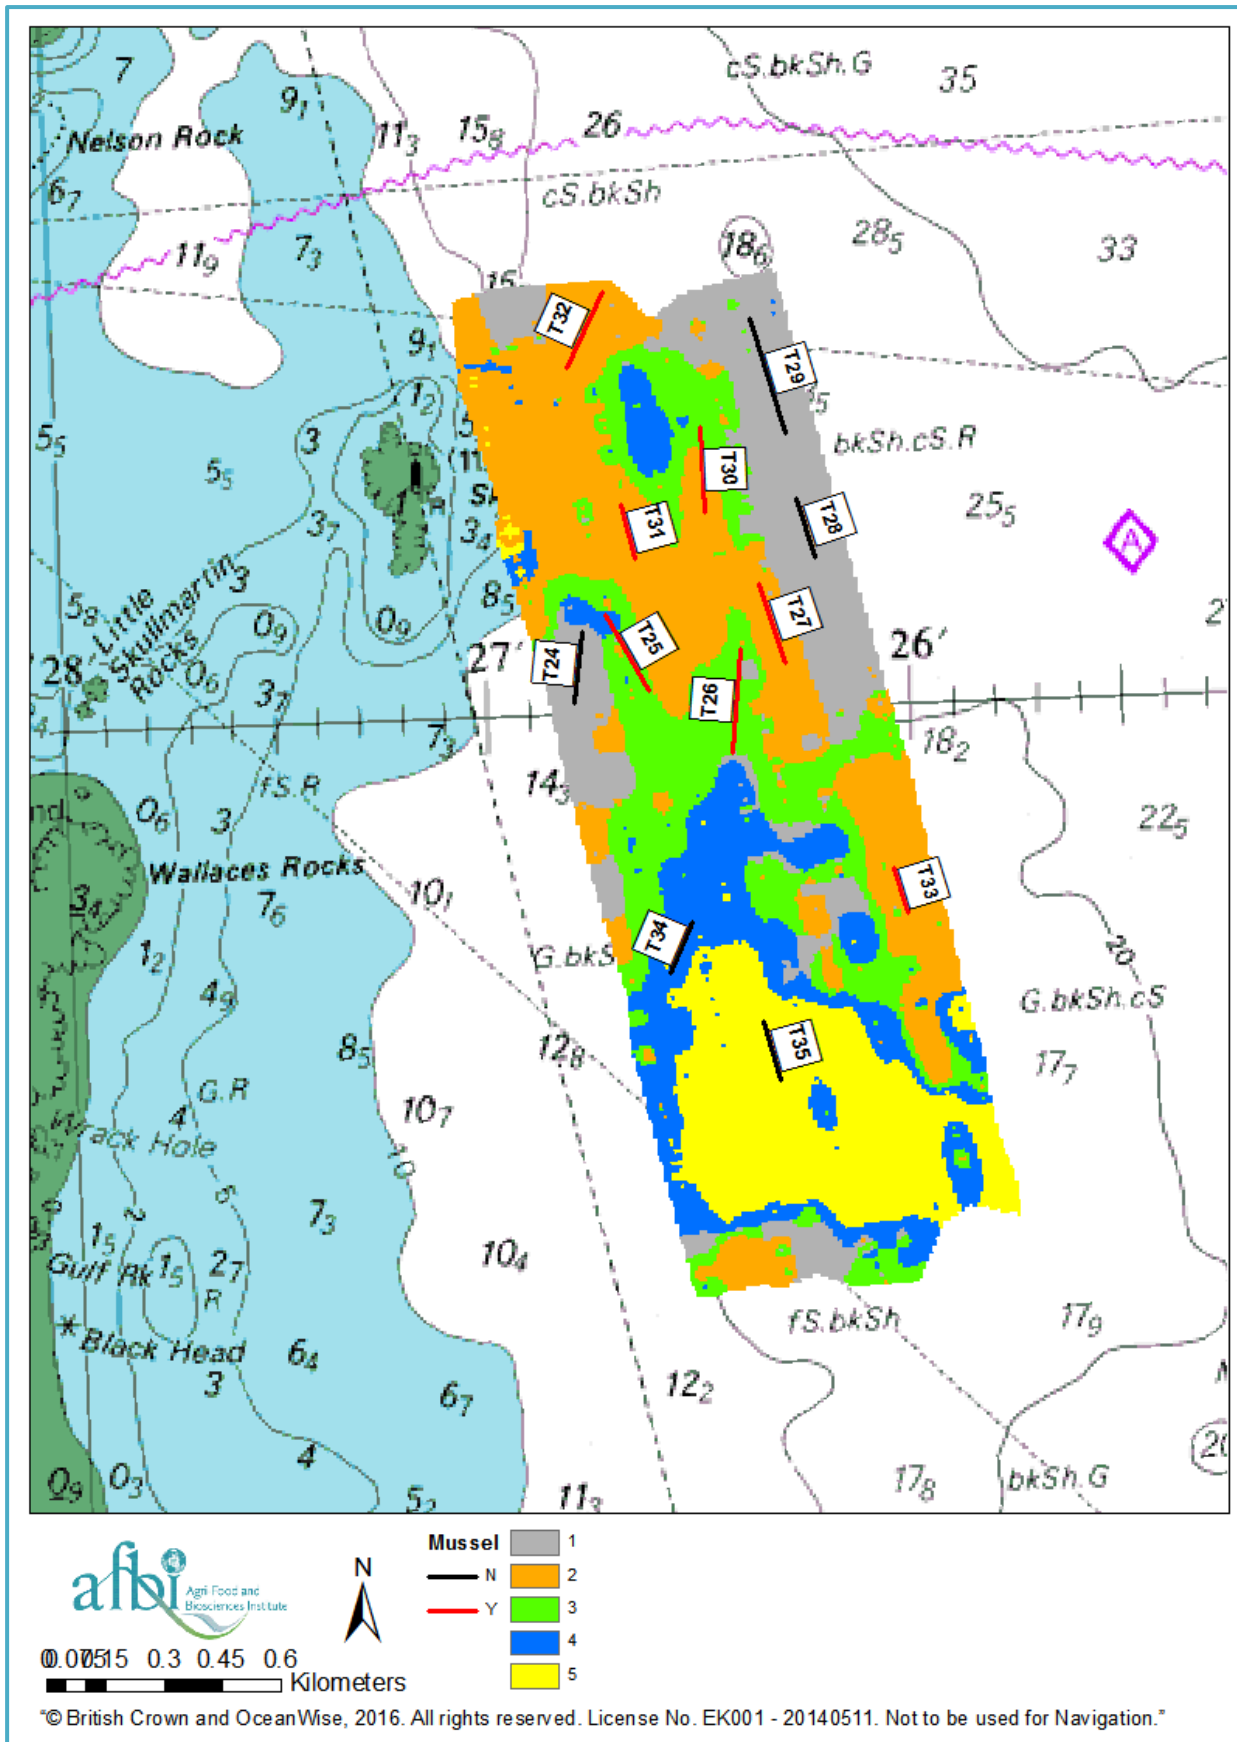 cS.bkSh.G
35
7
9₁
Nelson Rock
11₃
15₈
26
6₇
cS.bkSh
11₉
7₃
18₆
28₅
33
9₁
T32
T29
1₂
5₅
3
5₅
bkSh.cS.R
T30
25₅
A
3₇
3₄
T31
T28
Little
Skullmartin
Rocks
3
5₉
0₉
0₉
8₅
T27
T25
T24
28'
0₆
27'
26'
3₇
T26
7₃
18₂
fS.R
14₃
0₆
3
22₅
Wallaces Rocks
3₄
7₆
10₁
T33
1₂
T34
20
4₉
G.bkSh.cS
8₅
12₈
T35
17₇
G.R
4
10₇
Wrack Hole
10
6
2
7₃
1₅
Gulf Rk
1₅
2₇
R
10₄
fS.bkSh
17₉
Black Head
6₄
3
6₇
12₂
4
17₈
bkSh.G
0₉
0₃
5₂
11₃
afbi
Agri Food and
Biosciences Institute
N
Mussel
N
Y
1
2
3
4
5
0.3 0.45 0.6
Kilometers
"© British Crown and OceanWise, 2016. All rights reserved. License No. EK001 - 20140511. Not to be used for Navigation."